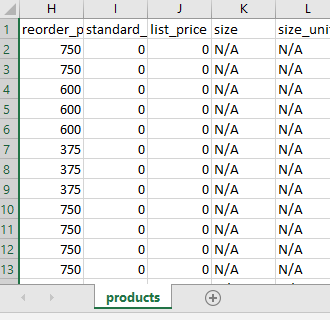 H I J K L
1 reorder_p standard_ list_price size size_unit
2 750 0 0 N/A N/A
3 750 0 0 N/A N/A
4 600 0 0 N/A N/A
5 600 0 0 N/A N/A
6 600 0 0 N/A N/A
7 375 0 0 N/A N/A
8 375 0 0 N/A N/A
9 375 0 0 N/A N/A
10 750 0 0 N/A N/A
11 750 0 0 N/A N/A
12 750 0 0 N/A N/A
13 750 0 0 N/A N/A
products